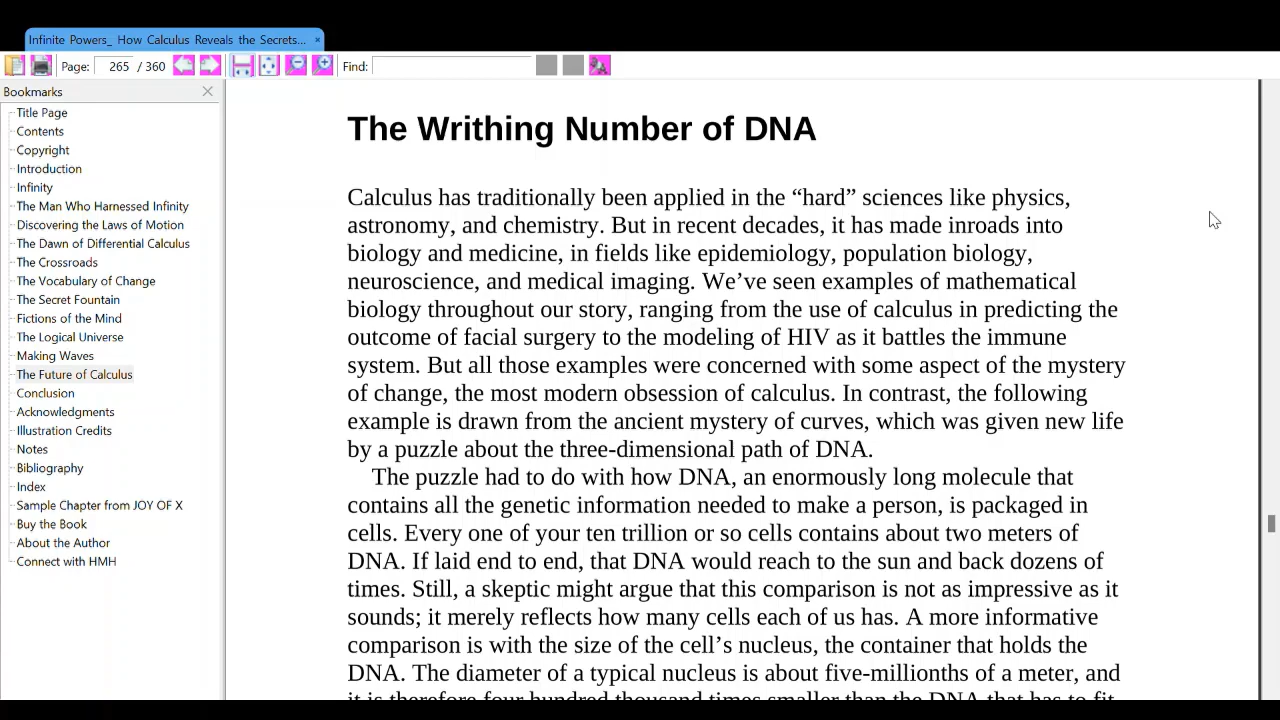 Infinite Powers_ How Calculus Reveals the Secrets... ×
Page: 265 / 360 Find:
Bookmarks
Title Page
Contents
Copyright
Introduction
Infinity
The Man Who Harnessed Infinity
Discovering the Laws of Motion
The Dawn of Differential Calculus
The Crossroads
The Vocabulary of Change
The Secret Fountain
Fictions of the Mind
The Logical Universe
Making Waves
The Future of Calculus
Conclusion
Acknowledgments
Illustration Credits
Notes
Bibliography
Index
Sample Chapter from JOY OF X
Buy the Book
About the Author
Connect with HMH
The Writhing Number of DNA
Calculus has traditionally been applied in the “hard” sciences like physics,
astronomy, and chemistry. But in recent decades, it has made inroads into
biology and medicine, in fields like epidemiology, population biology,
neuroscience, and medical imaging. We’ve seen examples of mathematical
biology throughout our story, ranging from the use of calculus in predicting the
outcome of facial surgery to the modeling of HIV as it battles the immune
system. But all those examples were concerned with some aspect of the mystery
of change, the most modern obsession of calculus. In contrast, the following
example is drawn from the ancient mystery of curves, which was given new life
by a puzzle about the three-dimensional path of DNA.
The puzzle had to do with how DNA, an enormously long molecule that
contains all the genetic information needed to make a person, is packaged in
cells. Every one of your ten trillion or so cells contains about two meters of
DNA. If laid end to end, that DNA would reach to the sun and back dozens of
times. Still, a skeptic might argue that this comparison is not as impressive as it
sounds; it merely reflects how many cells each of us has. A more informative
comparison is with the size of the cell’s nucleus, the container that holds the
DNA. The diameter of a typical nucleus is about five-millionths of a meter, and
it is therefore four hundred thousand times smaller than the DNA that has to fit